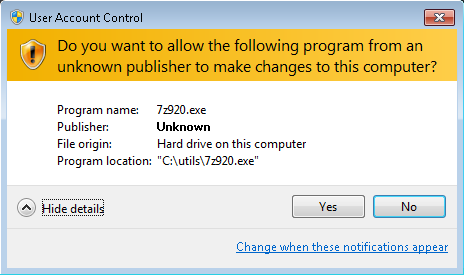 User Account Control
Do you want to allow the following program from an
unknown publisher to make changes to this computer?
Program name: 7z920.exe
Publisher: Unknown
File origin: Hard drive on this computer
Program location: "C:\utils\7z920.exe"
Hide details
Yes
No
Change when these notifications appear